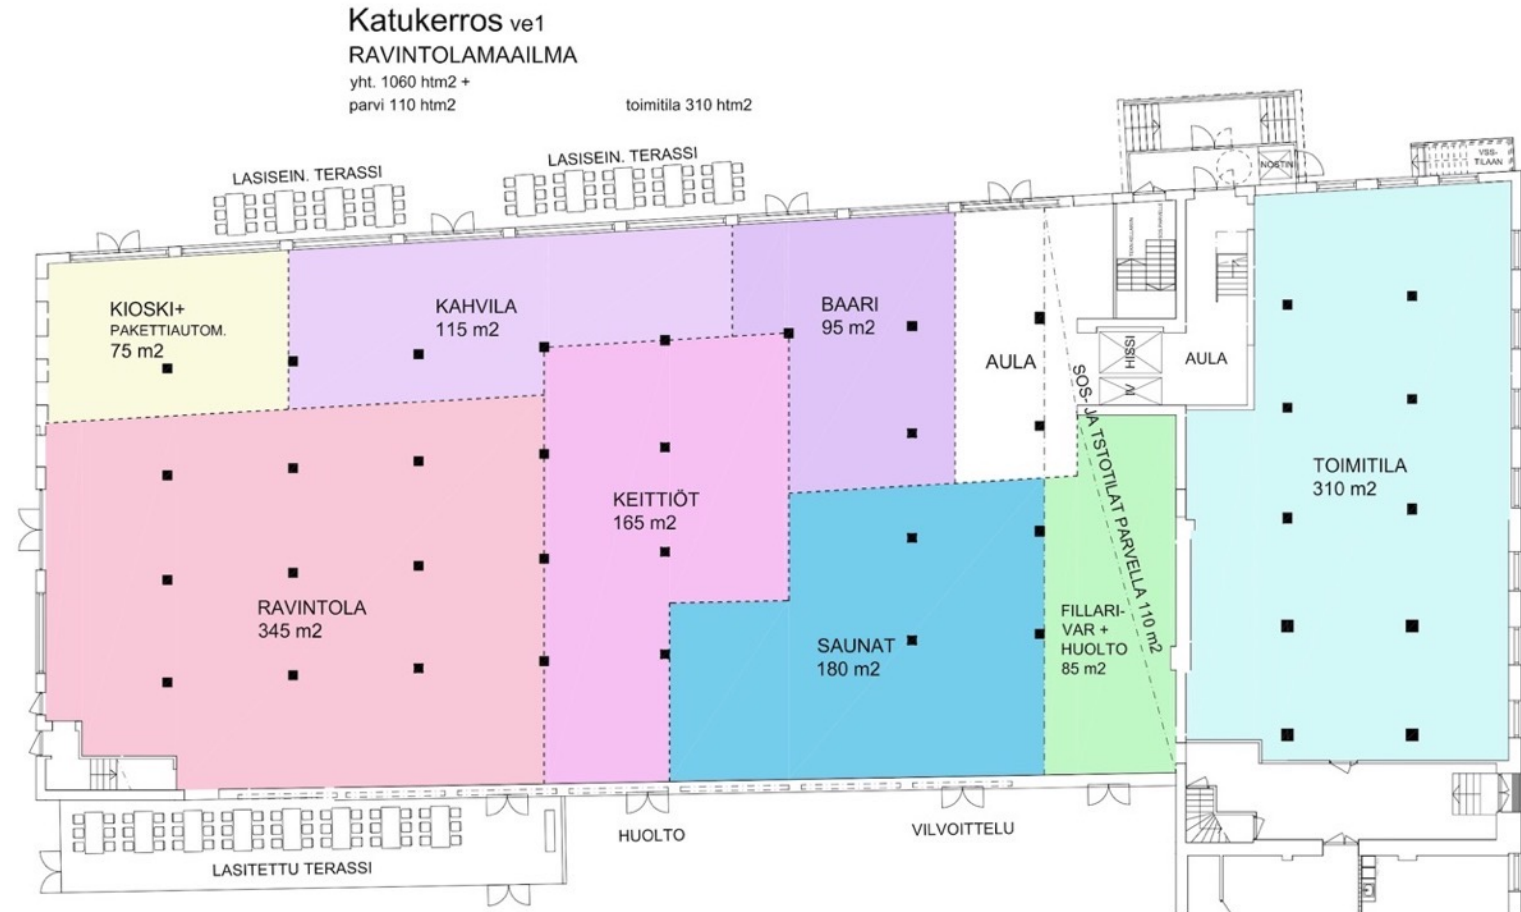 Katukerros ve1
RAVINTOLAMAAILMA
yht. 1060 htm2 +
parvi 110 htm2
toimitila 310 htm2
LASISEIN. TERASSI
LASISEIN. TERASSI
NOSTIN
VSS-
TILAAN
KIOSKI+
PAKETTIAUTOM.
75 m2
KAHVILA
115 m2
BAARI
95 m2
AULA
HISSI
IV
AULA
SOS- JA TSTOTILAT PARVELLA 110 m2
TOIMITILA
310 m2
KEITTIÖT
165 m2
RAVINTOLA
345 m2
SAUNAT
180 m2
FILLARI-
VAR +
HUOLTO
85 m2
HUOLTO
VILVOITTELU
LASITETTU TERASSI